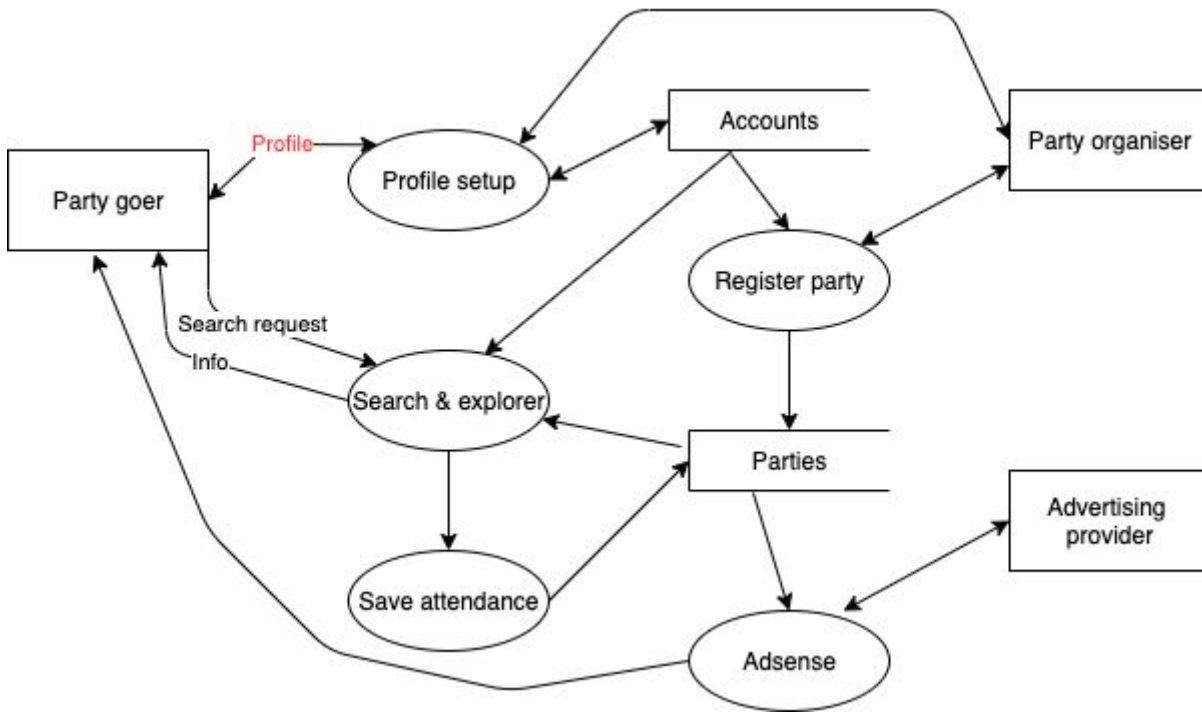 Accounts
Party organiser
Profile
Profile setup
Party goer
Register party
Search request
Info
Search & explorer
Parties
Advertising
provider
Save attendance
Adsense